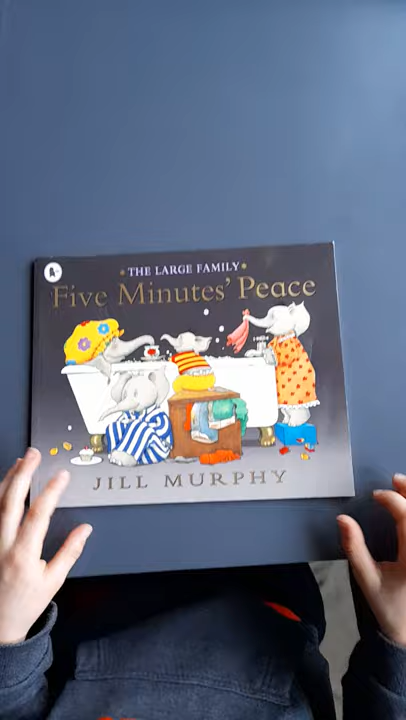 • THE LARGE FAMILY •
Five Minutes' Peace
JILL MURPHY